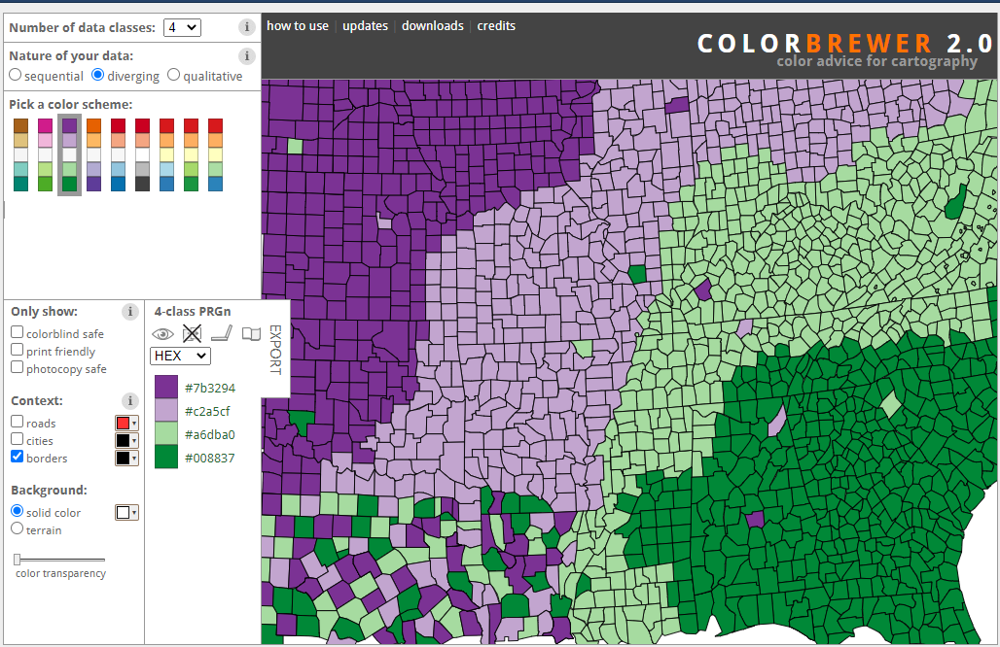 how to use updates downloads credits
COLORBREWER 2.0
color advice for cartography
Number of data classes: 4 i
Nature of your data: i
sequential diverging qualitative
Pick a color scheme:
Only show: i
colorblind safe
print friendly
photocopy safe
Context: i
roads
cities
borders
Background:
solid color
terrain
color transparency
4-class PRGn
HEX
EXPORT
#7b3294
#c2a5cf
#a6dba0
#008837